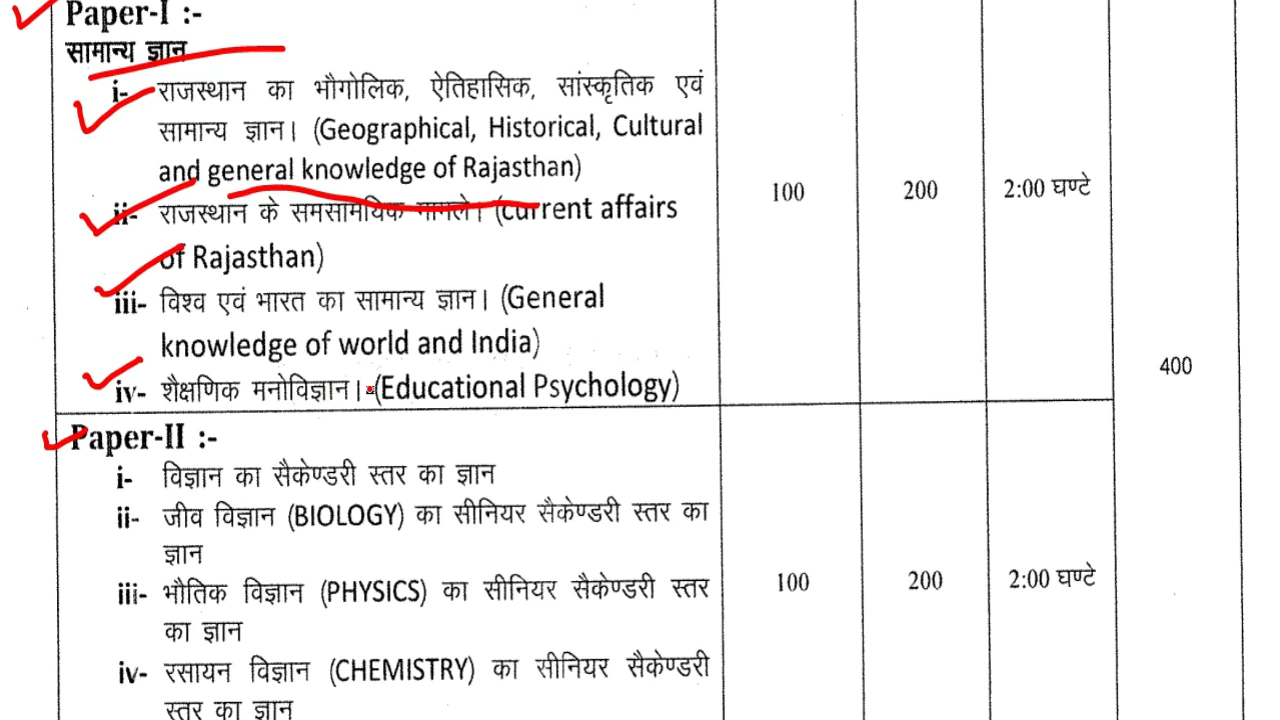 Paper-I :-
सामान्य ज्ञान
i- राजस्थान का भौगोलिक, ऐतिहासिक, सांस्कृतिक एवं
सामान्य ज्ञान। (Geographical, Historical, Cultural
and general knowledge of Rajasthan)
100 200 2:00 घण्टे
ii- राजस्थान के समसामयिक मामले। (current affairs
of Rajasthan)
iii- विश्व एवं भारत का सामान्य ज्ञान। (General
knowledge of world and India)
iv- शैक्षणिक मनोविज्ञान। (Educational Psychology)
400
Paper-II :-
i- विज्ञान का सैकेण्डरी स्तर का ज्ञान
ii- जीव विज्ञान (BIOLOGY) का सीनियर सैकेण्डरी स्तर का
ज्ञान
iii- भौतिक विज्ञान (PHYSICS) का सीनियर सैकेण्डरी स्तर
का ज्ञान
100 200 2:00 घण्टे
iv- रसायन विज्ञान (CHEMISTRY) का सीनियर सैकेण्डरी
स्तर का ज्ञान